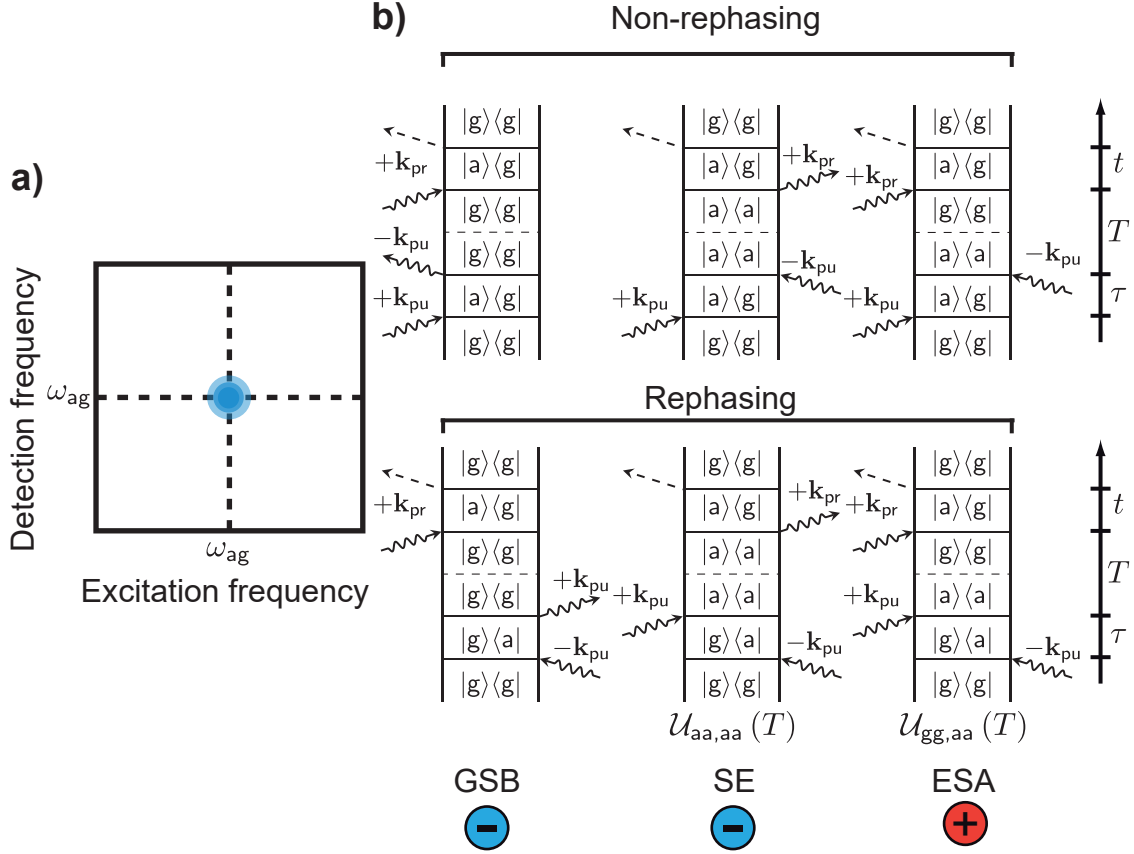 b)
Non-rephasing
|g⟩⟨g| |g⟩⟨g| |g⟩⟨g|
+k_pr |a⟩⟨g| |a⟩⟨g| +k_pr +k_pr |a⟩⟨g| t
|g⟩⟨g| |a⟩⟨a| |g⟩⟨g|
T
−k_pu |g⟩⟨g| |a⟩⟨a| −k_pu |a⟩⟨a| −k_pu
+k_pu |a⟩⟨g| +k_pu |a⟩⟨g| +k_pu |a⟩⟨g| τ
|g⟩⟨g| |g⟩⟨g| |g⟩⟨g|
a)
Detection frequency
ω_ag
ω_ag
Excitation frequency
Rephasing
|g⟩⟨g| |g⟩⟨g| |g⟩⟨g|
+k_pr |a⟩⟨g| |a⟩⟨g| +k_pr +k_pr |a⟩⟨g| t
|g⟩⟨g| |a⟩⟨a| |g⟩⟨g|
T
|g⟩⟨g| +k_pu +k_pu |a⟩⟨a| +k_pu |a⟩⟨a|
|g⟩⟨a| −k_pu |g⟩⟨a| −k_pu |g⟩⟨a| −k_pu τ
|g⟩⟨g| |g⟩⟨g| |g⟩⟨g|
𝒰_aa,aa (T) 𝒰_gg,aa (T)
GSB SE ESA
− − +